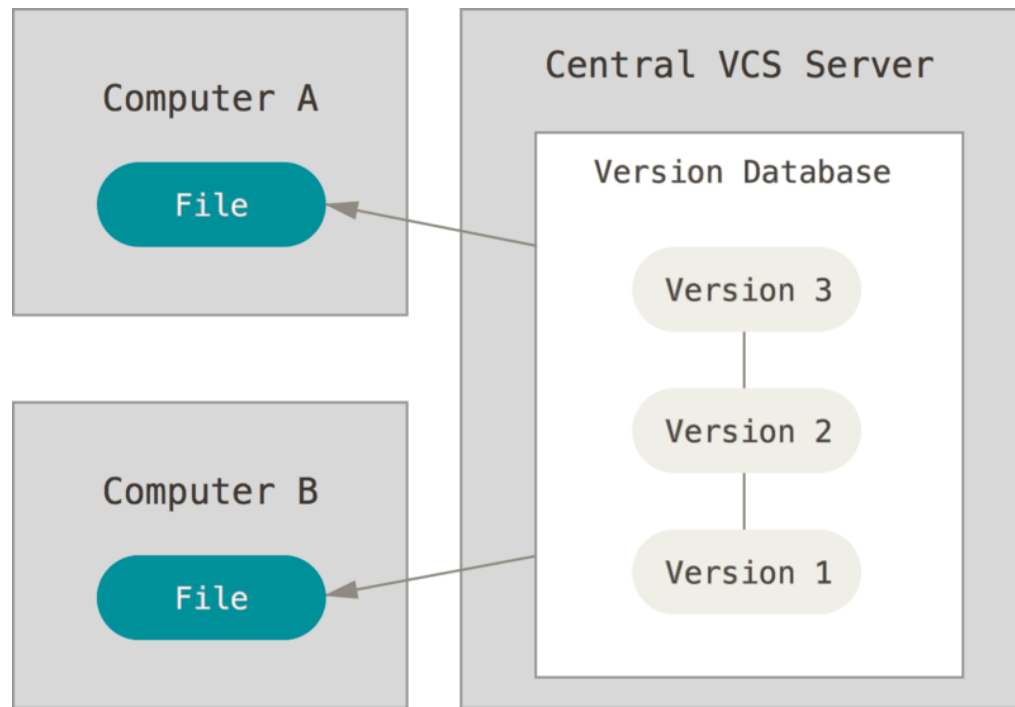 Computer A
File
Computer B
File
Central VCS Server
Version Database
Version 3
Version 2
Version 1